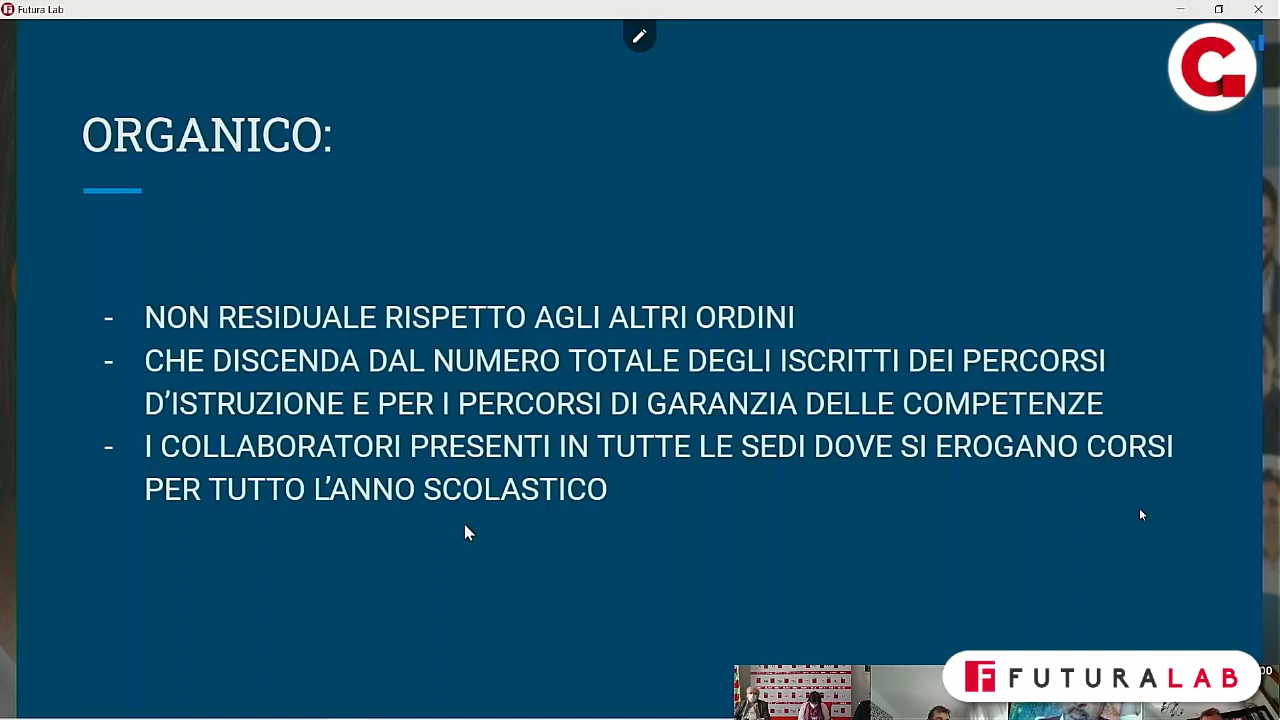 Futura Lab
ORGANICO:
- NON RESIDUALE RISPETTO AGLI ALTRI ORDINI
- CHE DISCENDA DAL NUMERO TOTALE DEGLI ISCRITTI DEI PERCORSI
D’ISTRUZIONE E PER I PERCORSI DI GARANZIA DELLE COMPETENZE
- I COLLABORATORI PRESENTI IN TUTTE LE SEDI DOVE SI EROGANO CORSI
PER TUTTO L’ANNO SCOLASTICO
FUTURALAB